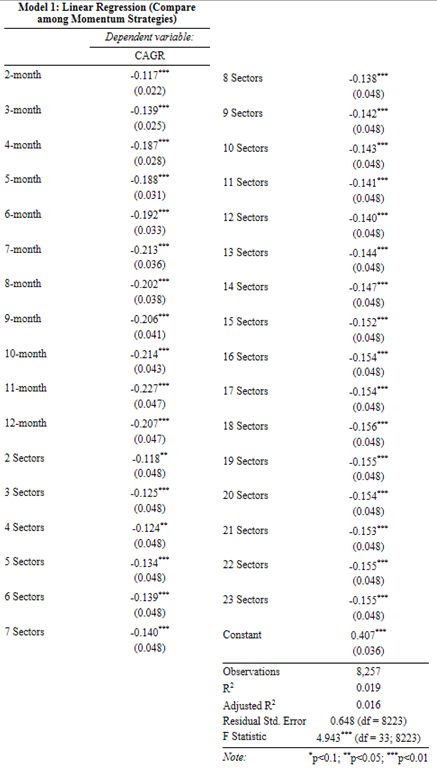 Model 1: Linear Regression (Compare
among Momentum Strategies)
Dependent variable:
CAGR
2-month -0.117***
(0.022)
3-month -0.139***
(0.025)
4-month -0.187***
(0.028)
5-month -0.188***
(0.031)
6-month -0.192***
(0.033)
7-month -0.213***
(0.036)
8-month -0.202***
(0.038)
9-month -0.206***
(0.041)
10-month -0.214***
(0.043)
11-month -0.227***
(0.047)
12-month -0.207***
(0.047)
2 Sectors -0.118**
(0.048)
3 Sectors -0.125***
(0.048)
4 Sectors -0.124**
(0.048)
5 Sectors -0.134***
(0.048)
6 Sectors -0.139***
(0.048)
7 Sectors -0.140***
(0.048)
8 Sectors -0.138***
(0.048)
9 Sectors -0.142***
(0.048)
10 Sectors -0.143***
(0.048)
11 Sectors -0.141***
(0.048)
12 Sectors -0.140***
(0.048)
13 Sectors -0.144***
(0.048)
14 Sectors -0.147***
(0.048)
15 Sectors -0.152***
(0.048)
16 Sectors -0.154***
(0.048)
17 Sectors -0.154***
(0.048)
18 Sectors -0.156***
(0.048)
19 Sectors -0.155***
(0.048)
20 Sectors -0.154***
(0.048)
21 Sectors -0.153***
(0.048)
22 Sectors -0.155***
(0.048)
23 Sectors -0.155***
(0.048)
Constant 0.407***
(0.036)
Observations 8,257
R² 0.019
Adjusted R² 0.016
Residual Std. Error 0.648 (df = 8223)
F Statistic 4.943*** (df = 33; 8223)
Note: *p<0.1; **p<0.05; ***p<0.01